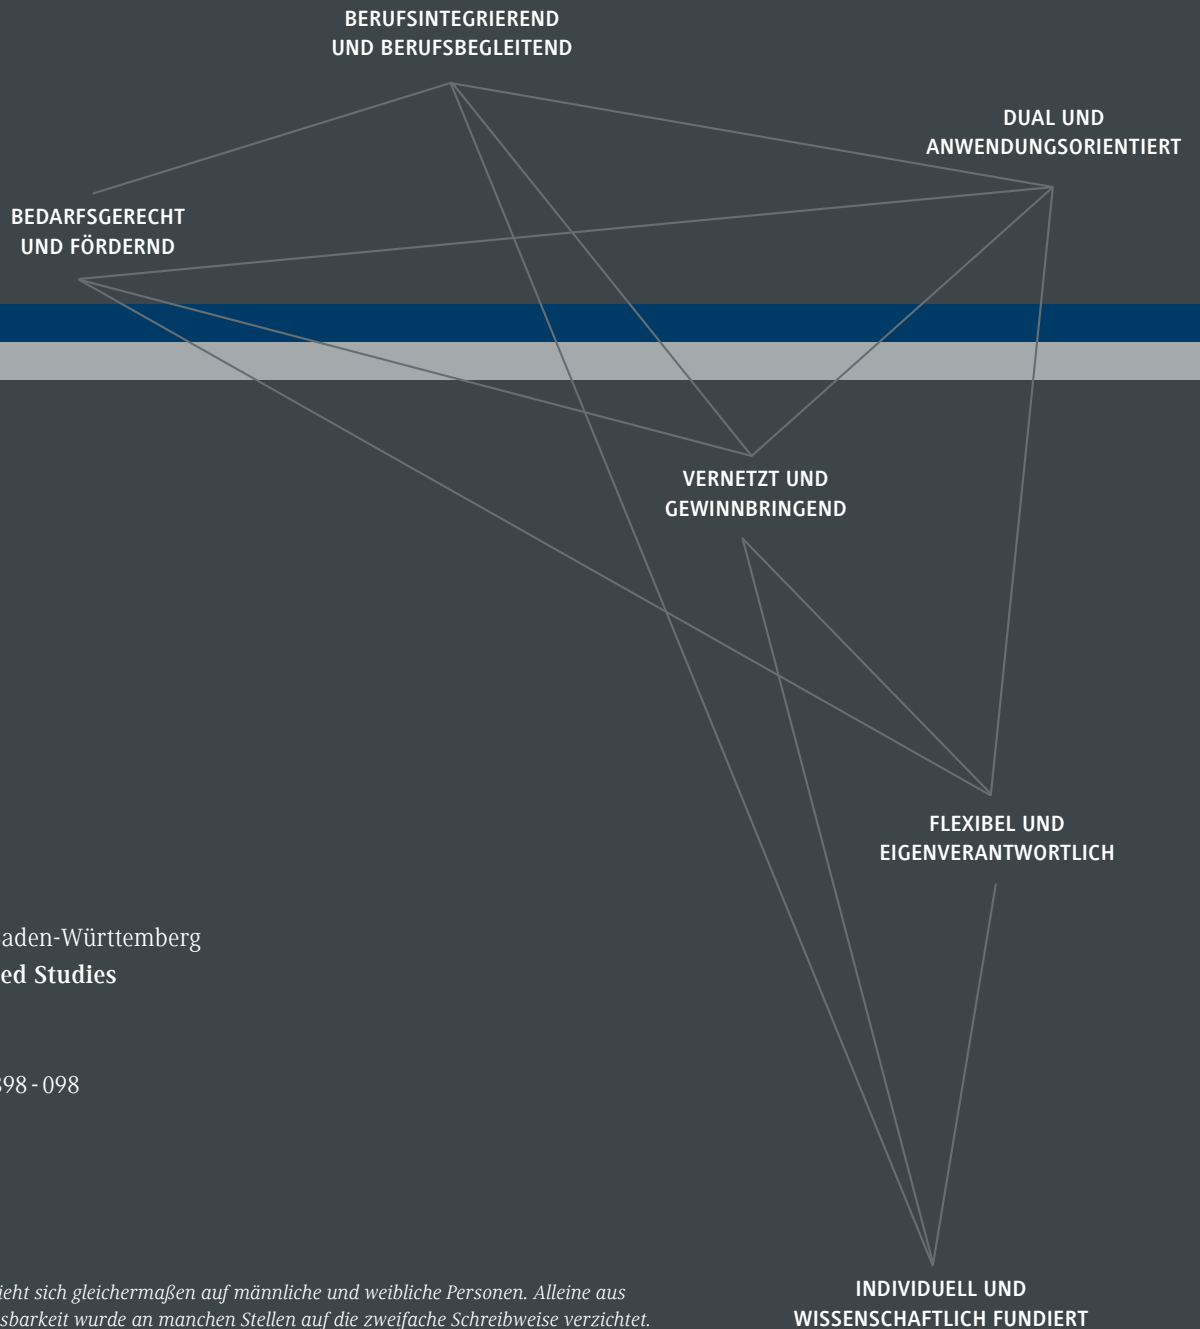 BERUFSINTEGRIEREND
UND BERUFSBEGLEITEND
DUAL UND
ANWENDUNGSORIENTIERT
BEDARFSGERECHT
UND FÖRDERND
VERNETZT UND
GEWINNBRINGEND
FLEXIBEL UND
EIGENVERANTWORTLICH
aden-Württemberg
ed Studies
98 - 098
INDIVIDUELL UND
WISSENSCHAFTLICH FUNDIERT
ieht sich gleichermaßen auf männliche und weibliche Personen. Alleine aus
sbarkeit wurde an manchen Stellen auf die zweifache Schreibweise verzichtet.